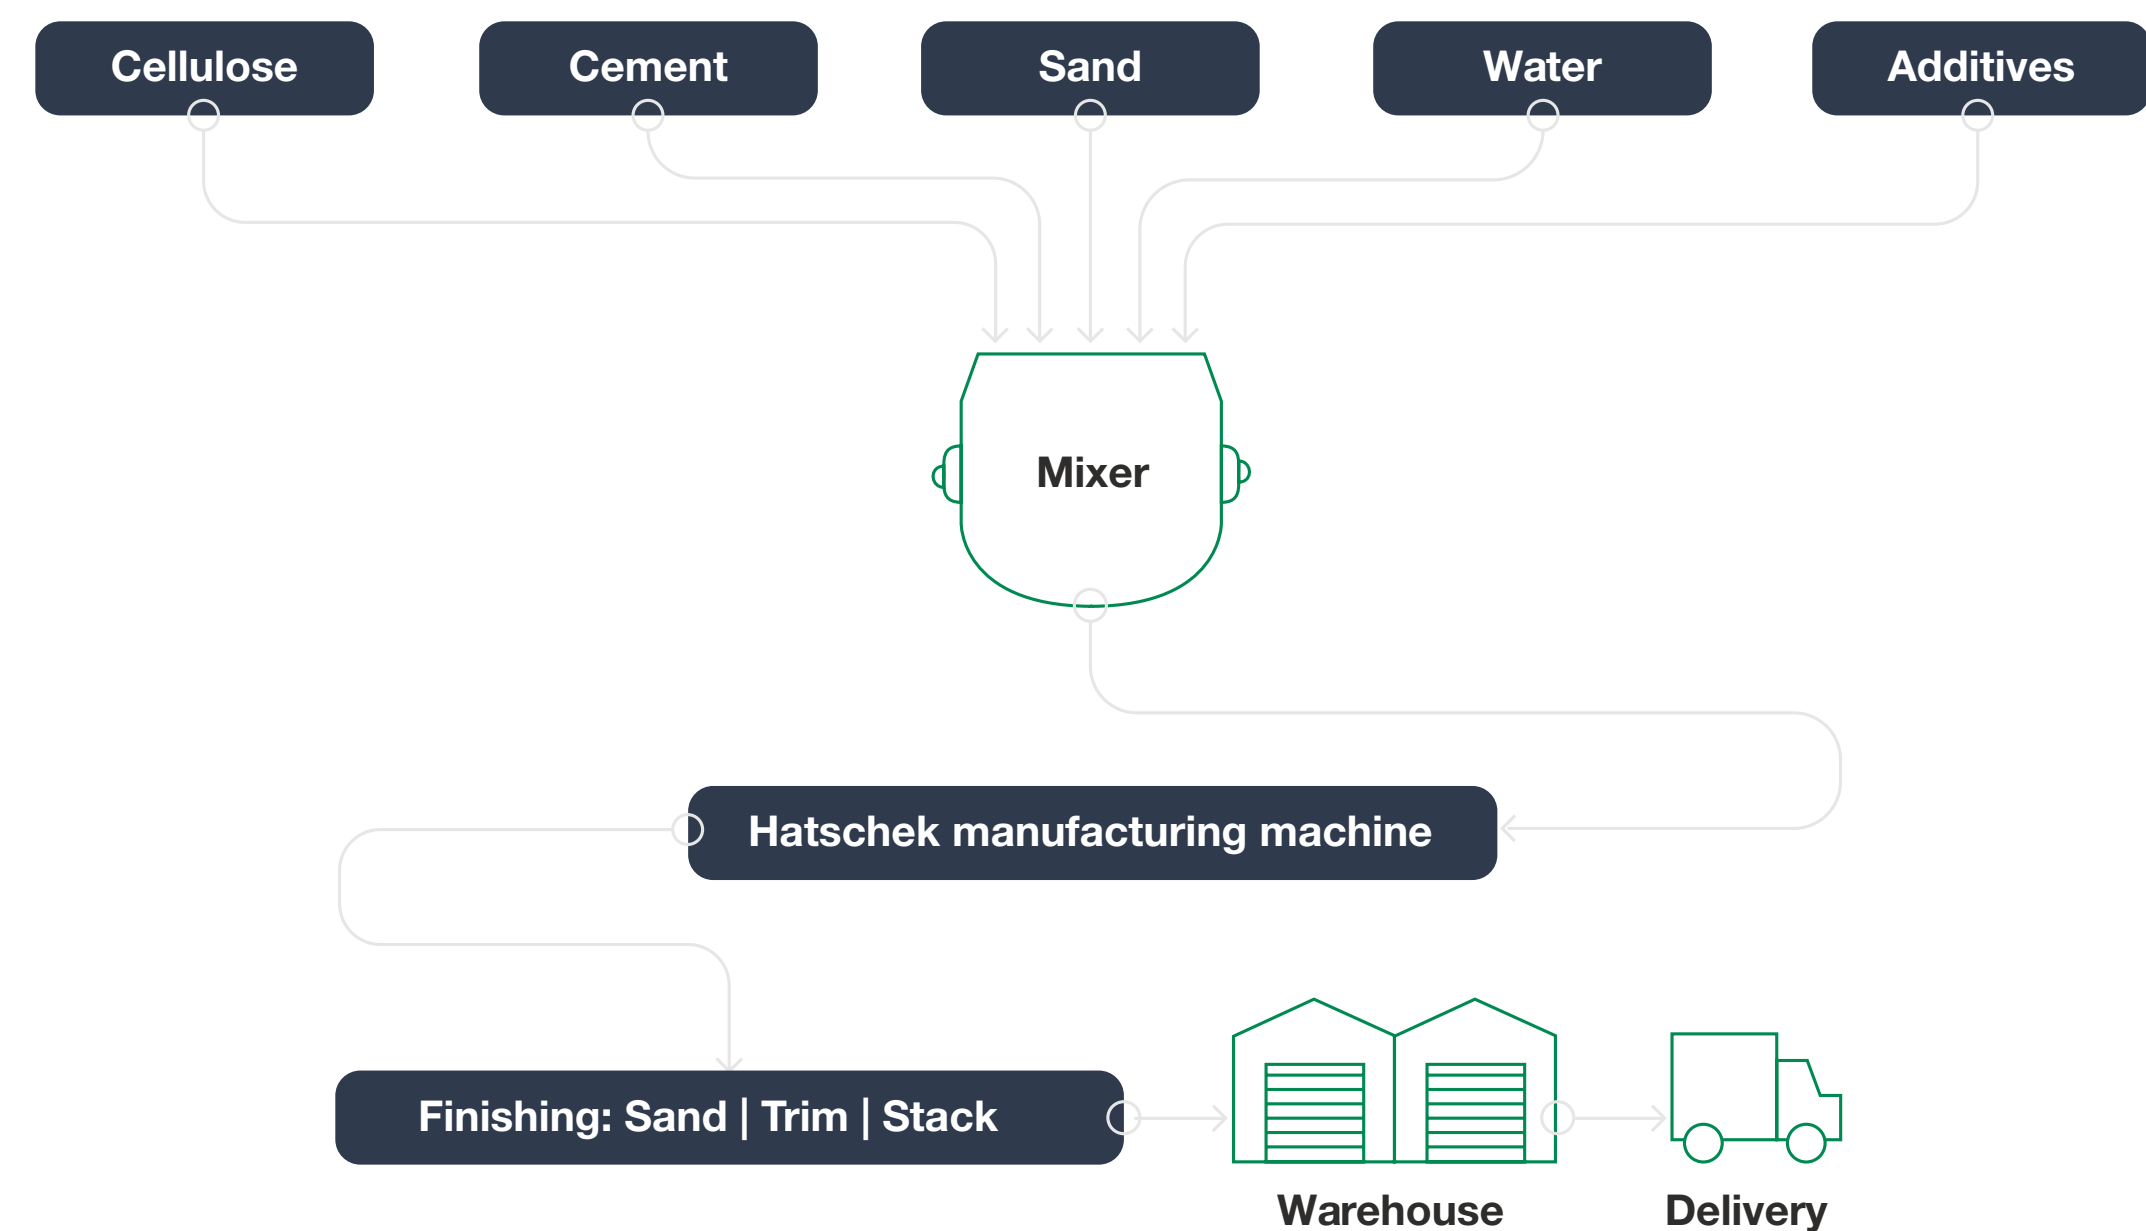 Cellulose
Cement
Sand
Water
Additives
Mixer
Hatschek manufacturing machine
Finishing: Sand | Trim | Stack
Warehouse
Delivery